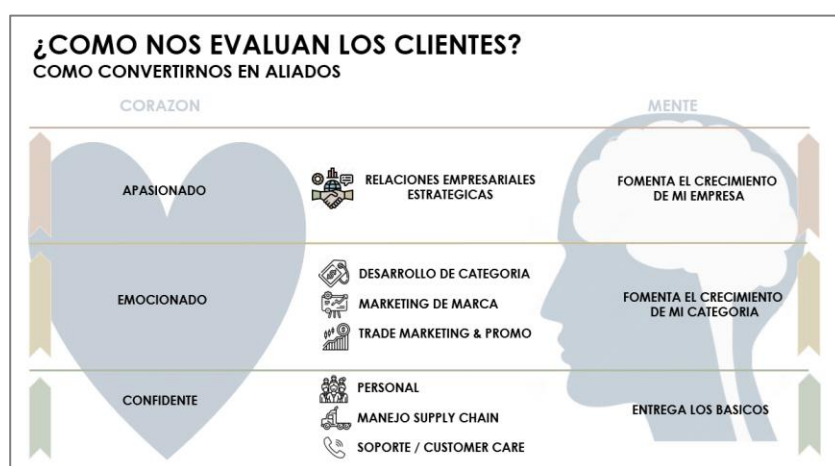 ¿COMO NOS EVALUAN LOS CLIENTES?
COMO CONVERTIRNOS EN ALIADOS
CORAZON
MENTE
APASIONADO
RELACIONES EMPRESARIALES
ESTRATEGICAS
FOMENTA EL CRECIMIENTO
DE MI EMPRESA
EMOCIONADO
DESARROLLO DE CATEGORIA
MARKETING DE MARCA
TRADE MARKETING & PROMO
FOMENTA EL CRECIMIENTO
DE MI CATEGORIA
CONFIDENTE
PERSONAL
MANEJO SUPPLY CHAIN
SOPORTE / CUSTOMER CARE
ENTREGA LOS BASICOS